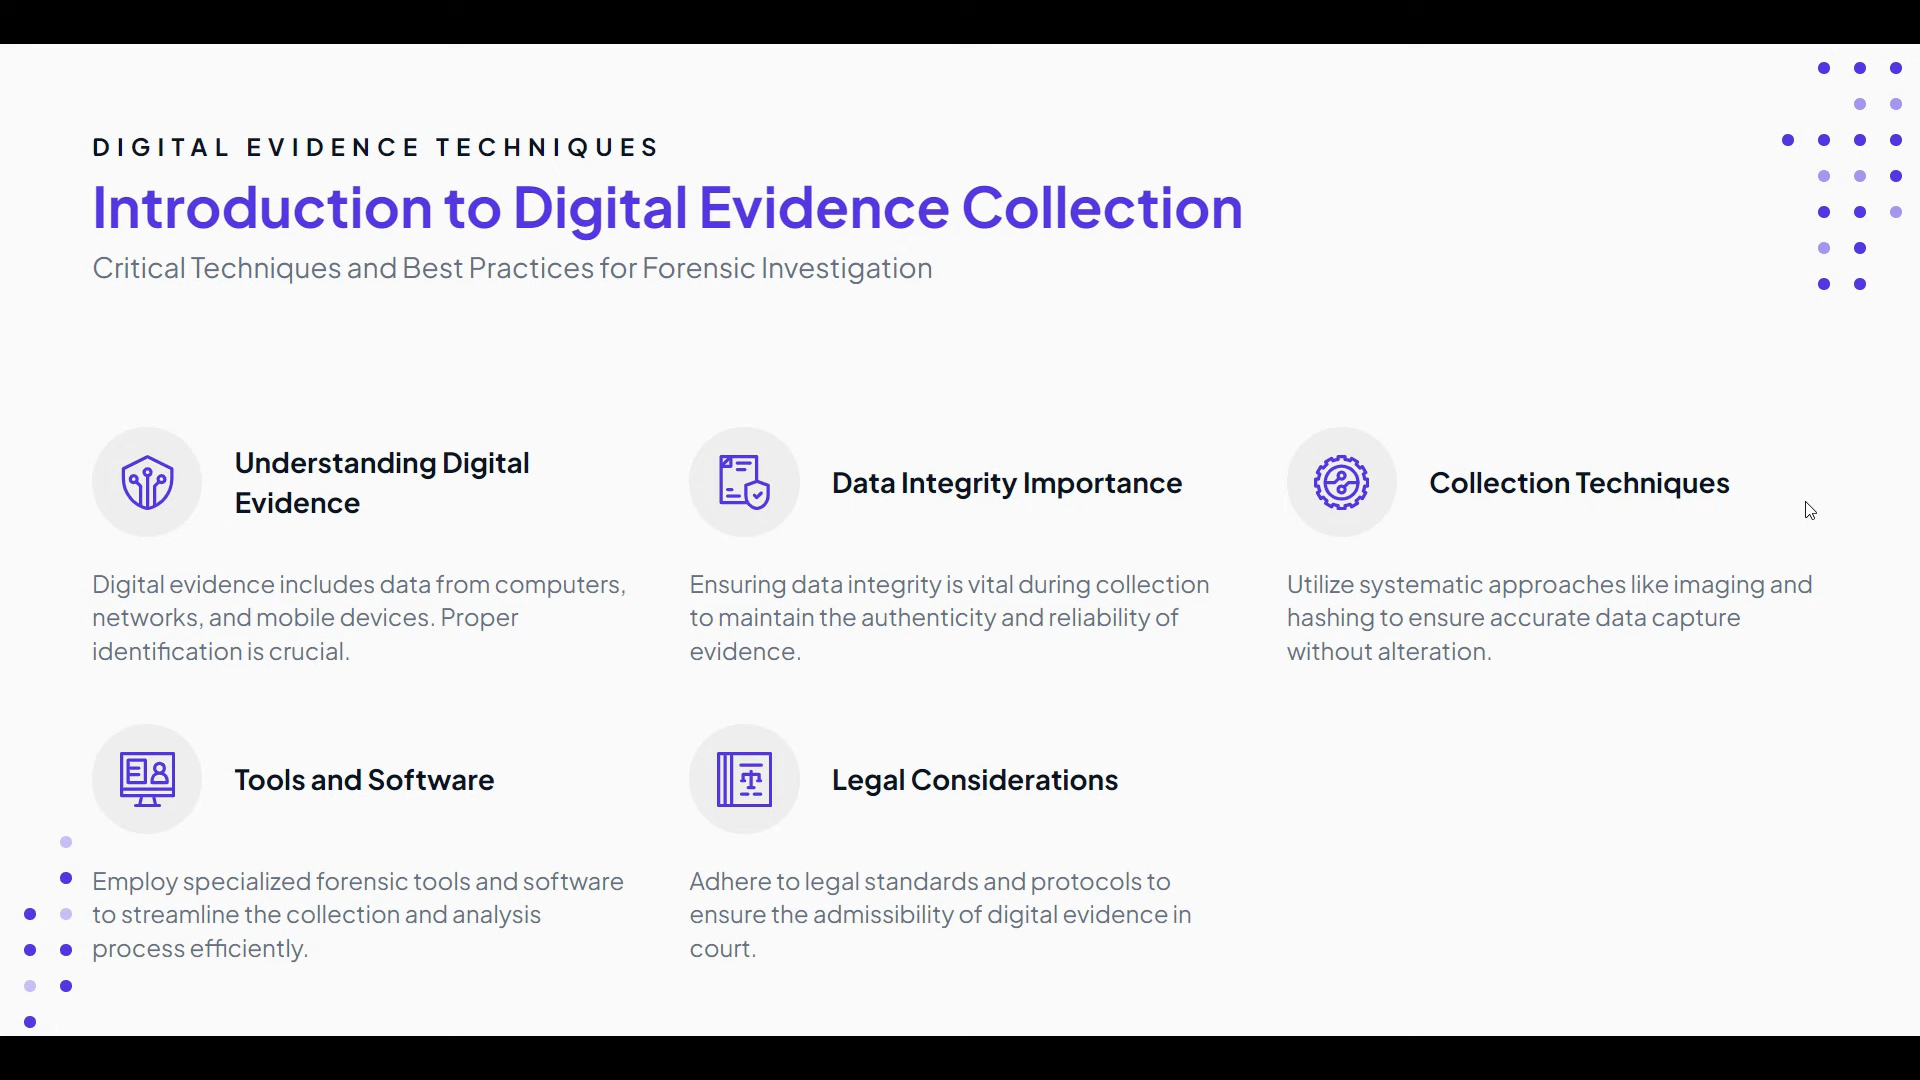 DIGITAL EVIDENCE TECHNIQUES
Introduction to Digital Evidence Collection
Critical Techniques and Best Practices for Forensic Investigation
Understanding Digital
Evidence
Digital evidence includes data from computers,
networks, and mobile devices. Proper
identification is crucial.
Data Integrity Importance
Ensuring data integrity is vital during collection
to maintain the authenticity and reliability of
evidence.
Collection Techniques
Utilize systematic approaches like imaging and
hashing to ensure accurate data capture
without alteration.
Tools and Software
Employ specialized forensic tools and software
to streamline the collection and analysis
process efficiently.
Legal Considerations
Adhere to legal standards and protocols to
ensure the admissibility of digital evidence in
court.